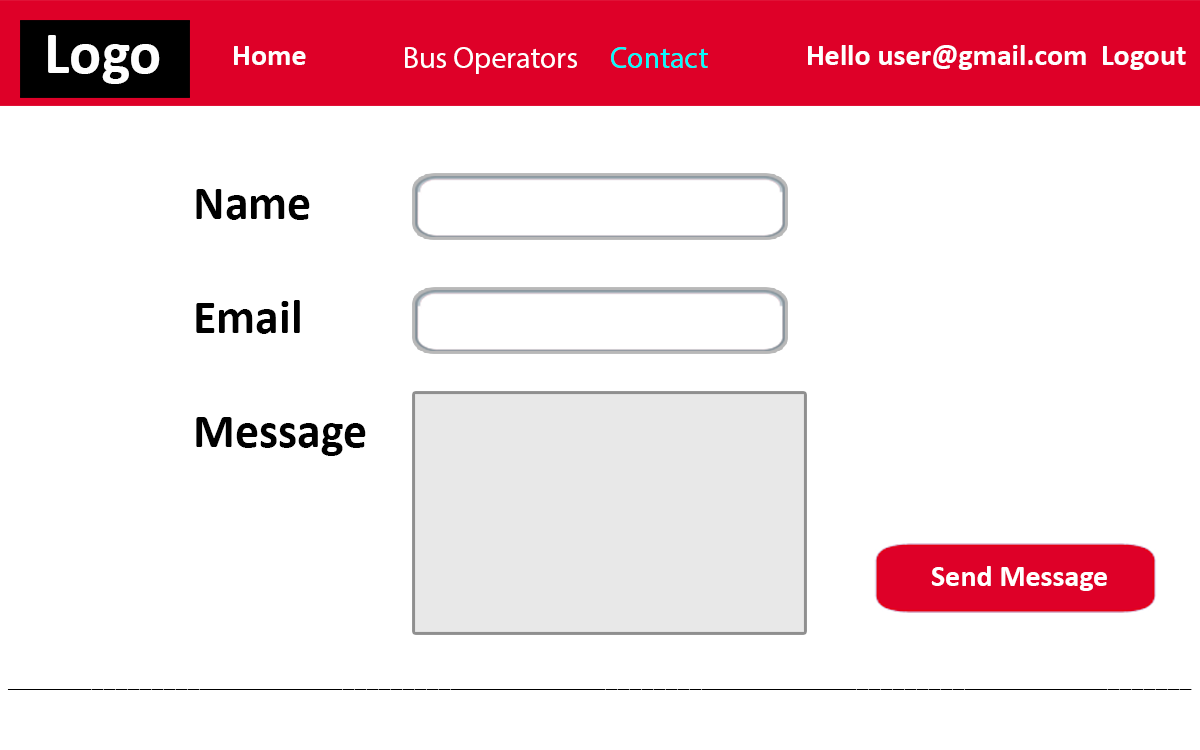 Logo Home Bus Operators Contact Hello user@gmail.com Logout
Name
Email
Message
Send Message